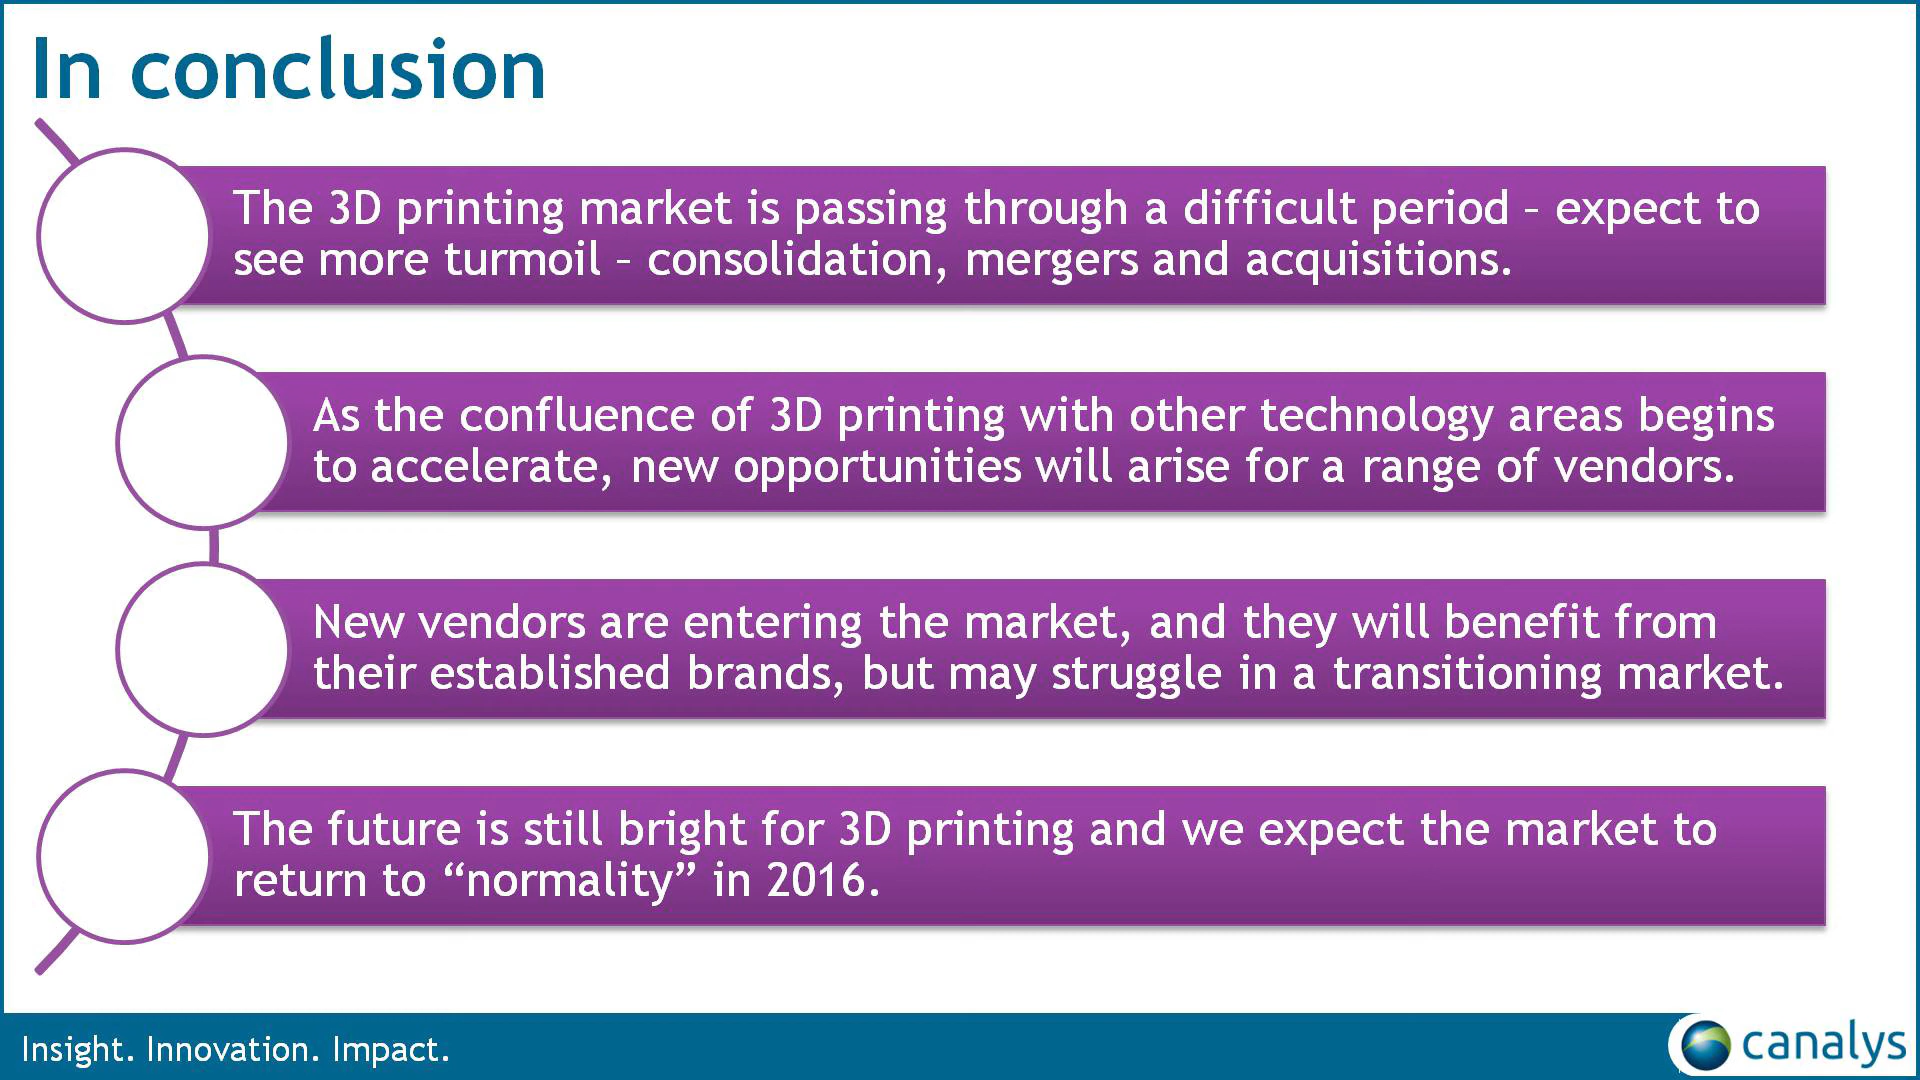 In conclusion
The 3D printing market is passing through a difficult period – expect to
see more turmoil – consolidation, mergers and acquisitions.
As the confluence of 3D printing with other technology areas begins
to accelerate, new opportunities will arise for a range of vendors.
New vendors are entering the market, and they will benefit from
their established brands, but may struggle in a transitioning market.
The future is still bright for 3D printing and we expect the market to
return to “normality” in 2016.
Insight. Innovation. Impact.
canalys